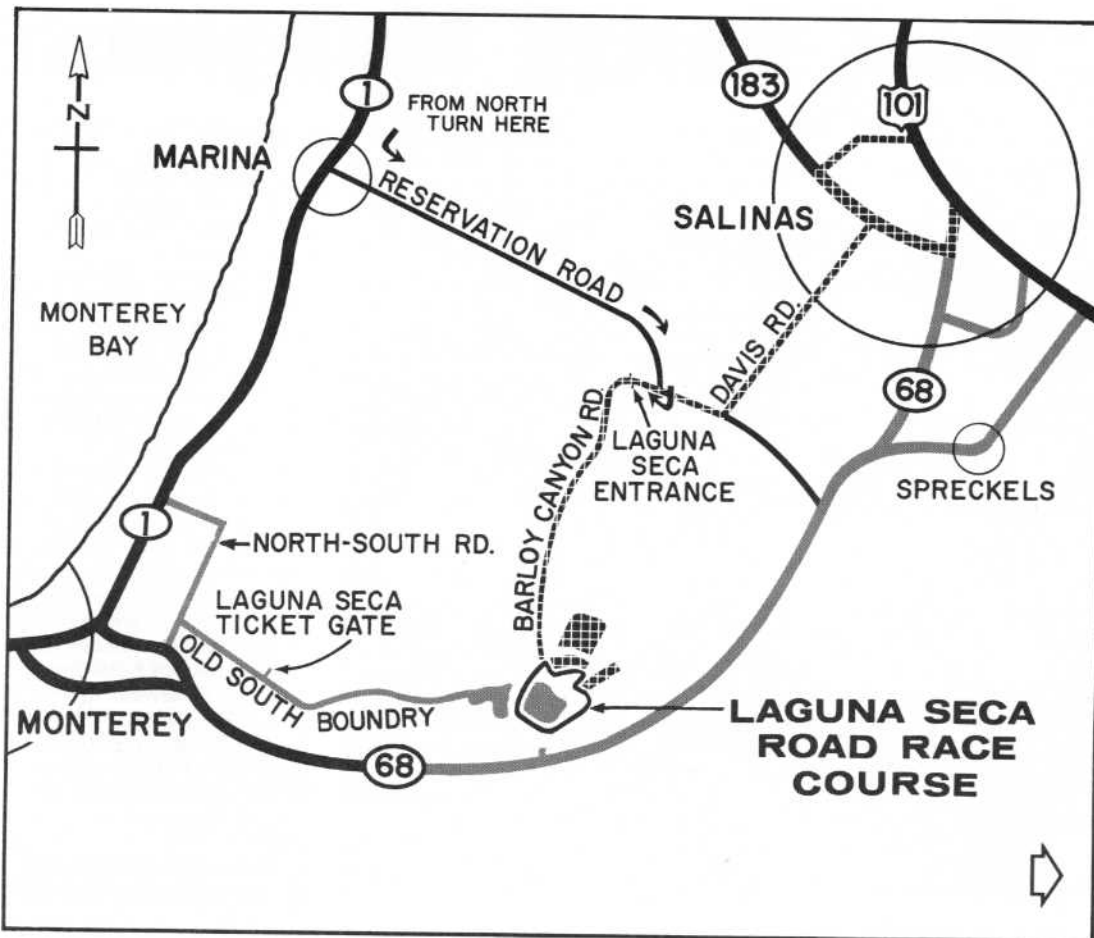 1
FROM NORTH
TURN HERE
183
101
N
MARINA
RESERVATION ROAD
SALINAS
MONTEREY
BAY
DAVIS RD.
68
BARLOY CANYON RD.
LAGUNA
SECA
ENTRANCE
SPRECKELS
1
NORTH-SOUTH RD.
LAGUNA SECA
TICKET GATE
OLD SOUTH BOUNDRY
MONTEREY
68
LAGUNA SECA
ROAD RACE
COURSE